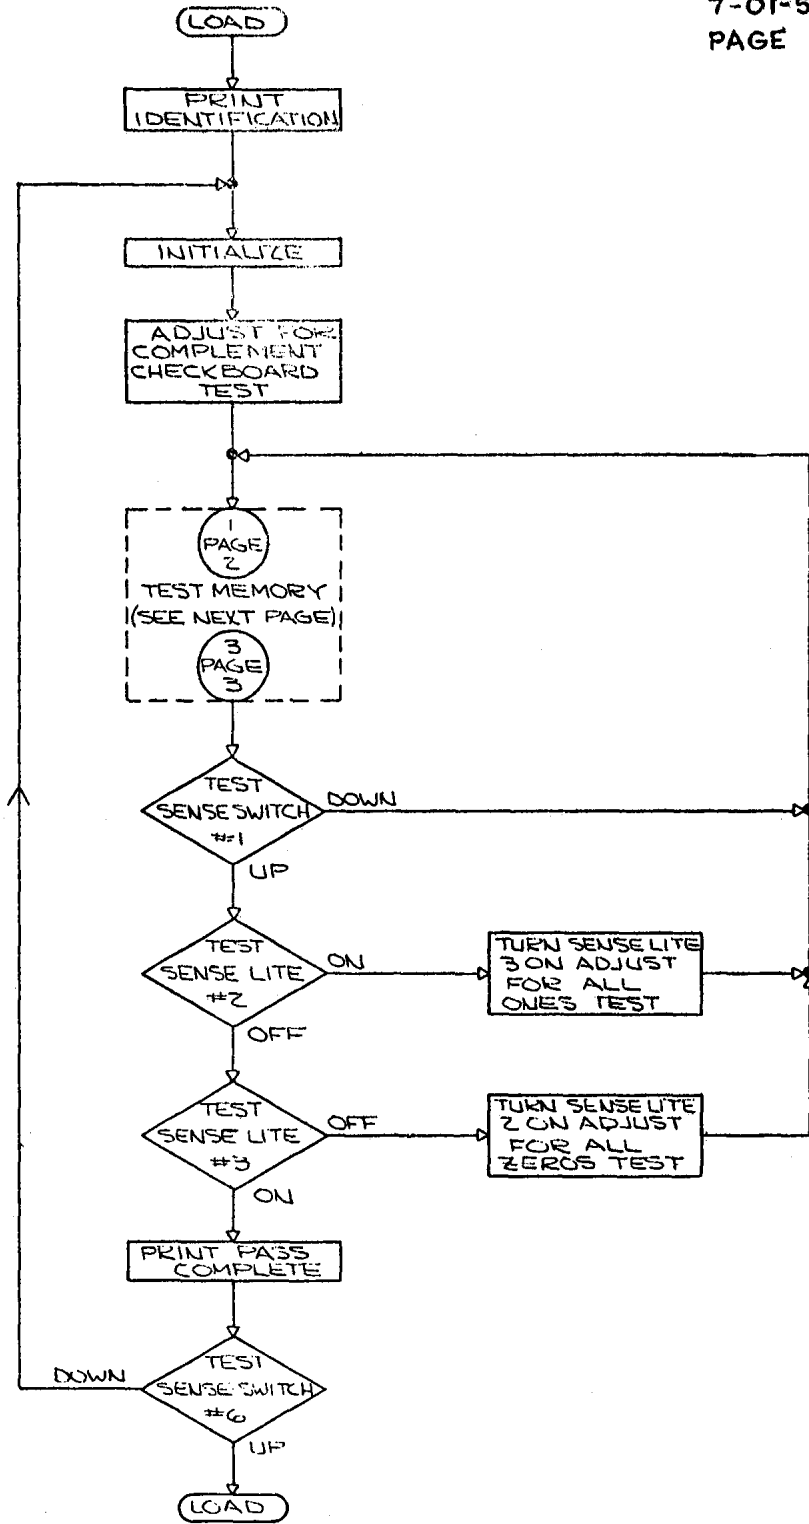 7-01-5
PAGE
LOAD
PRINT
IDENTIFICATION
INITIALIZE
ADJUST FOR
COMPLEMENT
CHECKBOARD
TEST
1
PAGE
2
TEST MEMORY
(SEE NEXT PAGE)
3
PAGE
3
TEST
SENSE SWITCH
#1
DOWN
UP
TEST
SENSE LITE
#2
ON
OFF
TURN SENSE LITE
3 ON ADJUST
FOR ALL
ONES TEST
TEST
SENSE LITE
#3
OFF
ON
TURN SENSE LITE
2 ON ADJUST
FOR ALL
ZEROS TEST
PRINT PASS
COMPLETE
TEST
SENSE SWITCH
#6
DOWN
UP
LOAD